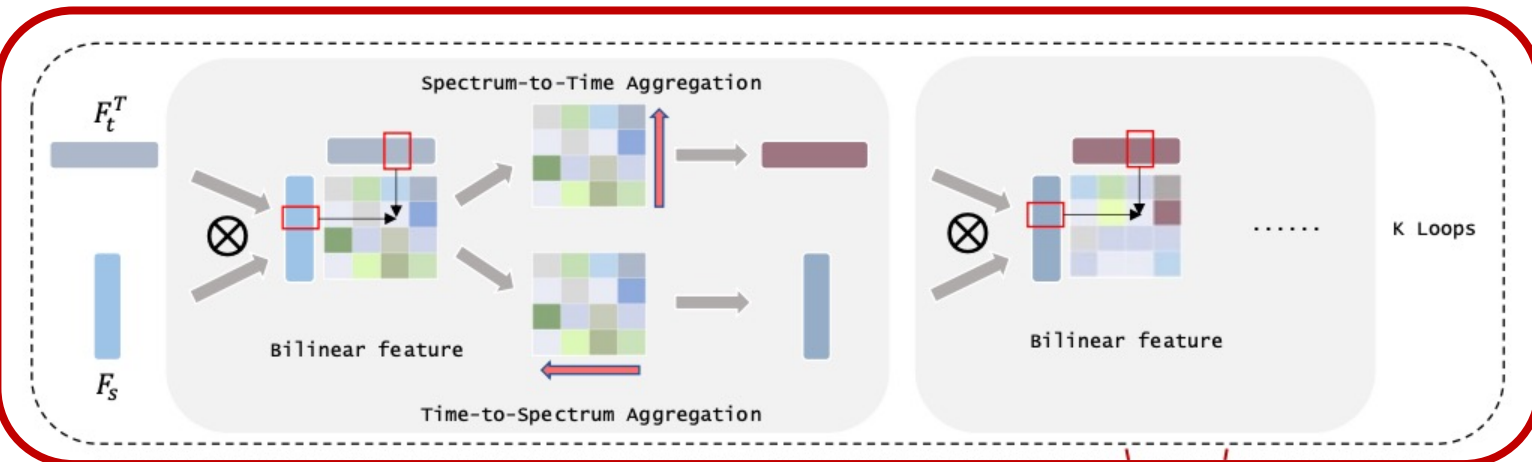 Spectrum-to-Time Aggregation
F_t^T
Bilinear feature
F_s
Time-to-Spectrum Aggregation
Bilinear feature
...... K Loops